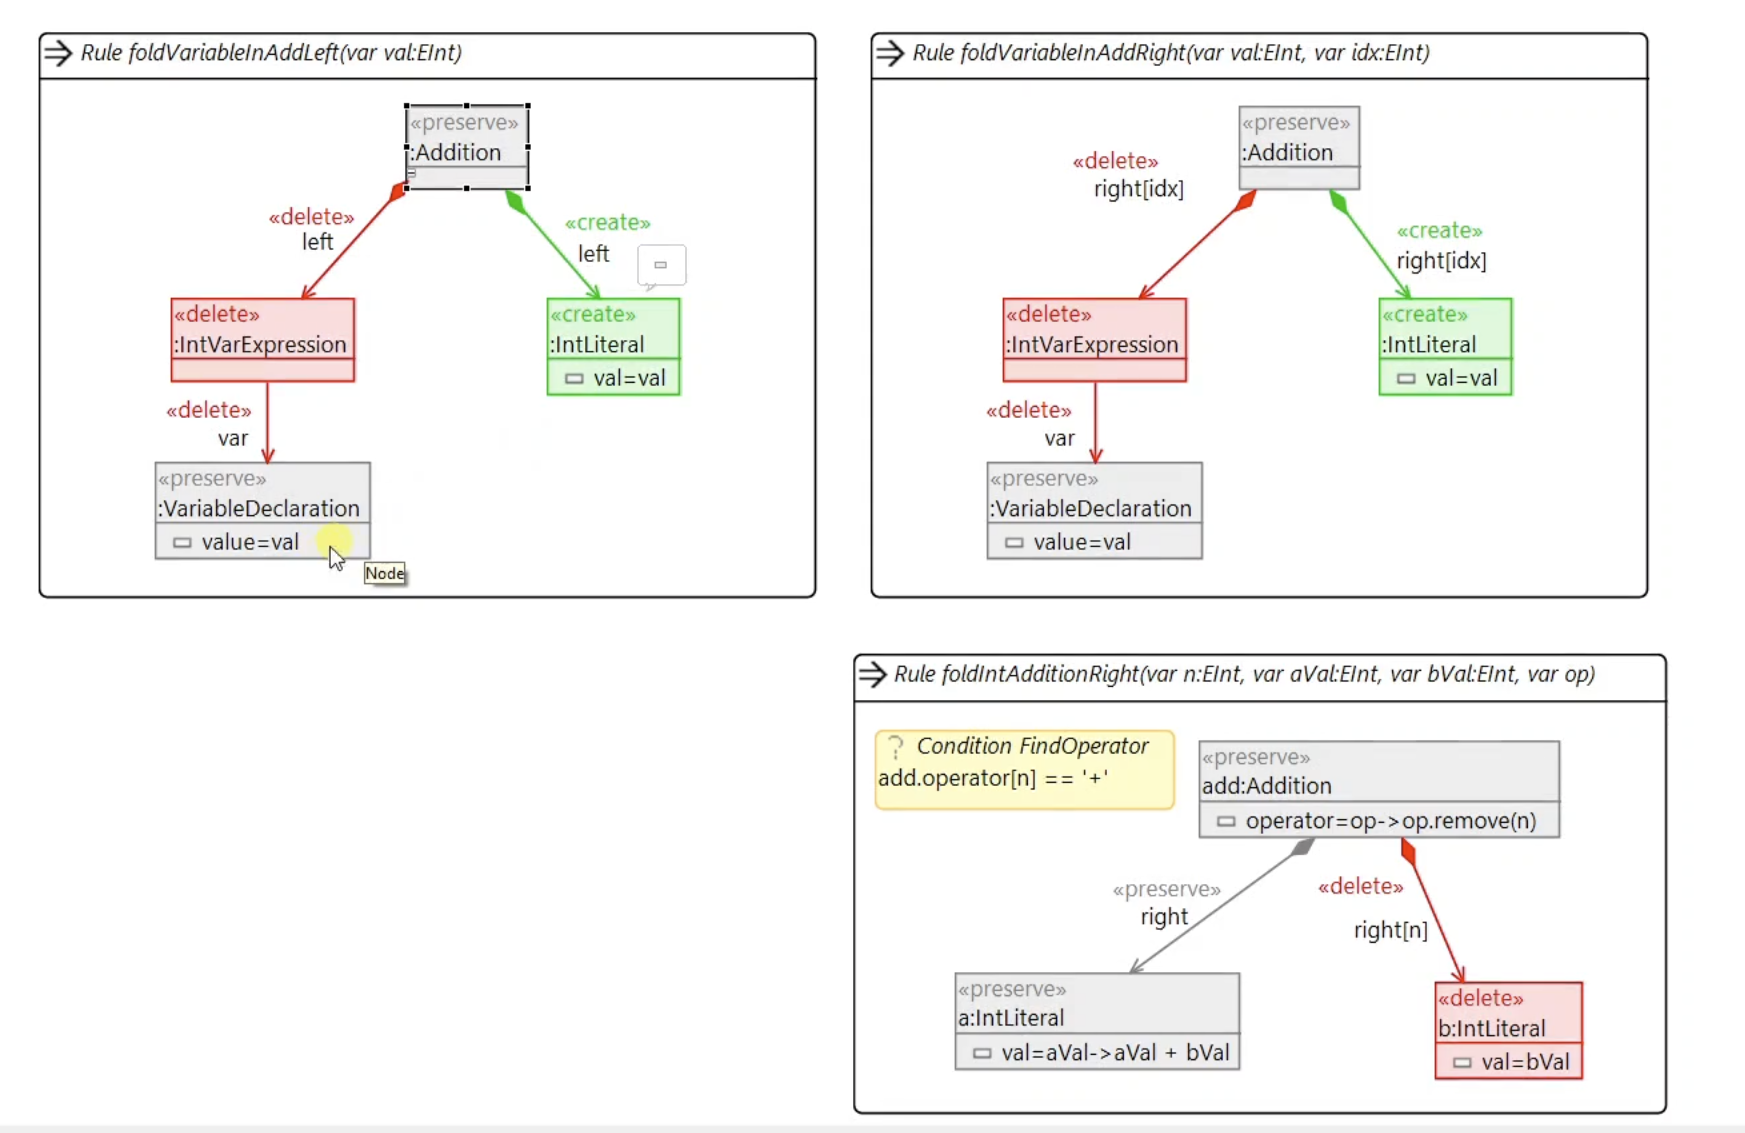 Rule foldVariableInAddLeft(var val:EInt)
«preserve»
:Addition
«delete»
left
«create»
left
«delete»
:IntVarExpression
«create»
:IntLiteral
val=val
«delete»
var
«preserve»
:VariableDeclaration
value=val
Node
Rule foldVariableInAddRight(var val:EInt, var idx:EInt)
«preserve»
:Addition
«delete»
right[idx]
«create»
right[idx]
«delete»
:IntVarExpression
«create»
:IntLiteral
val=val
«delete»
var
«preserve»
:VariableDeclaration
value=val
Rule foldIntAdditionRight(var n:EInt, var aVal:EInt, var bVal:EInt, var op)
Condition FindOperator
add.operator[n] == '+'
«preserve»
add:Addition
operator=op->op.remove(n)
«preserve»
right
«delete»
right[n]
«preserve»
a:IntLiteral
val=aVal->aVal + bVal
«delete»
b:IntLiteral
val=bVal